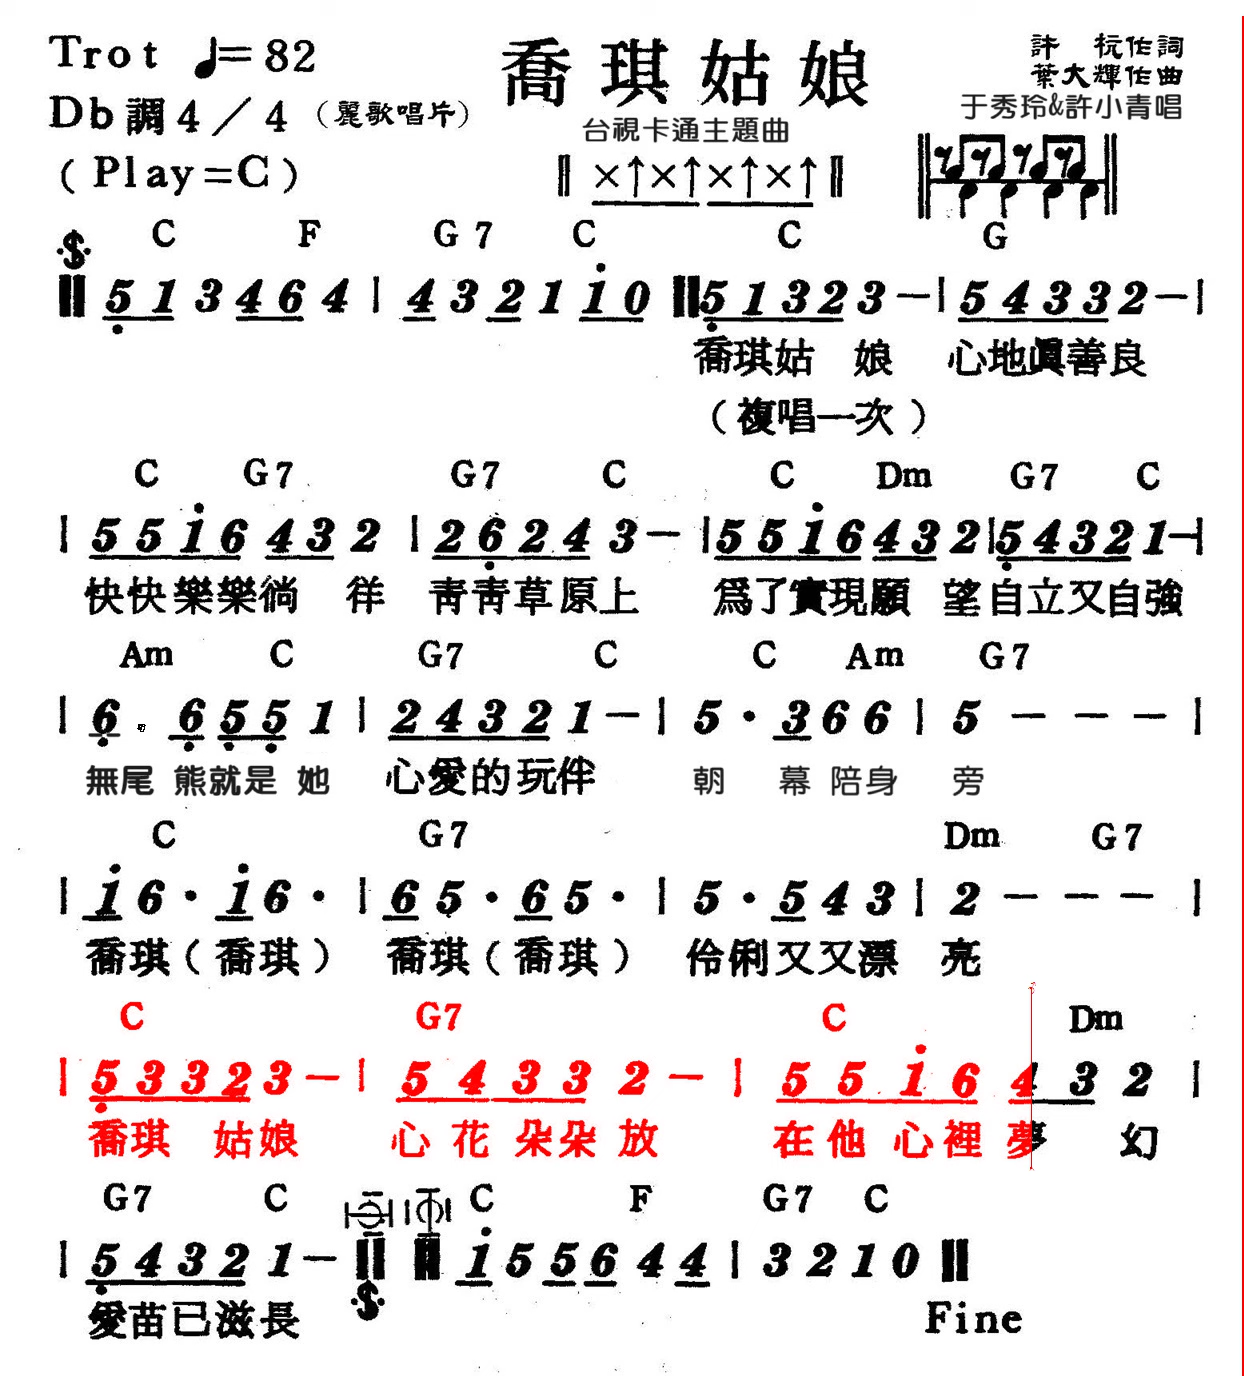 Trot ♩=82
喬琪姑娘
許 杬作詞
葉大輝作曲
Db調4／4（麗歌唱片）
台視卡通主題曲
于秀玲&許小青唱
（Play=C）
×↑×↑×↑×↑
C F G7 C C G
5 1 3 4 6 4 | 4 3 2 1 1 0 || 5 1 3 2 3 － | 5 4 3 3 2 － |
喬琪姑 娘 心地眞善良
（複唱一次）
C G7 G7 C C Dm G7 C
| 5 5 1 6 4 3 2 | 2 6 2 4 3 － | 5 5 1 6 4 3 2 | 5 4 3 2 1 － |
快快樂樂徜 徉 靑靑草原上 爲了實現願 望自立又自強
Am C G7 C C Am G7
| 6 · 6 5 5 1 | 2 4 3 2 1 － | 5 · 3 6 6 | 5 － － － |
無尾 熊就是 她 心愛的玩伴 朝 幕 陪身 旁
C G7 Dm G7
| 1 6 · 1 6 · | 6 5 · 6 5 · | 5 · 5 4 3 | 2 － － － |
喬琪（喬琪） 喬琪（喬琪） 伶俐又又漂 亮
C G7 C Dm
| 5 3 3 2 3 － | 5 4 3 3 2 － | 5 5 1 6 4 3 2 |
喬琪 姑娘 心 花 朵朵 放 在他 心裡 夢 幻
G7 C C F G7 C
| 5 4 3 2 1 － || 1 5 5 6 4 4 | 3 2 1 0 ||
愛苗已滋長 Fine